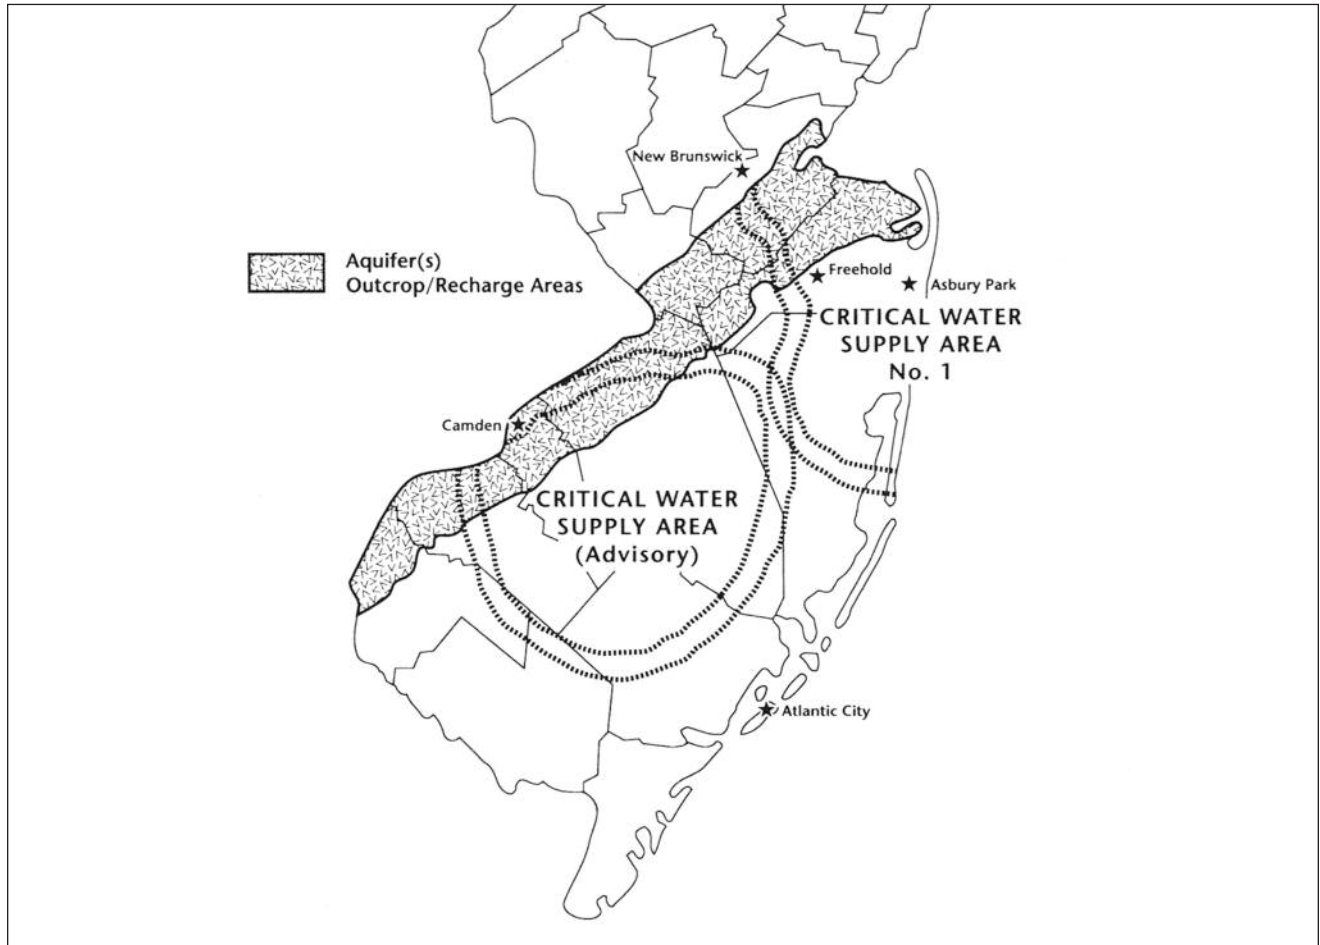 New Brunswick
Aquifer(s)
Outcrop/Recharge Areas
Freehold
Asbury Park
CRITICAL WATER
SUPPLY AREA
No. 1
Camden
CRITICAL WATER
SUPPLY AREA
(Advisory)
Atlantic City